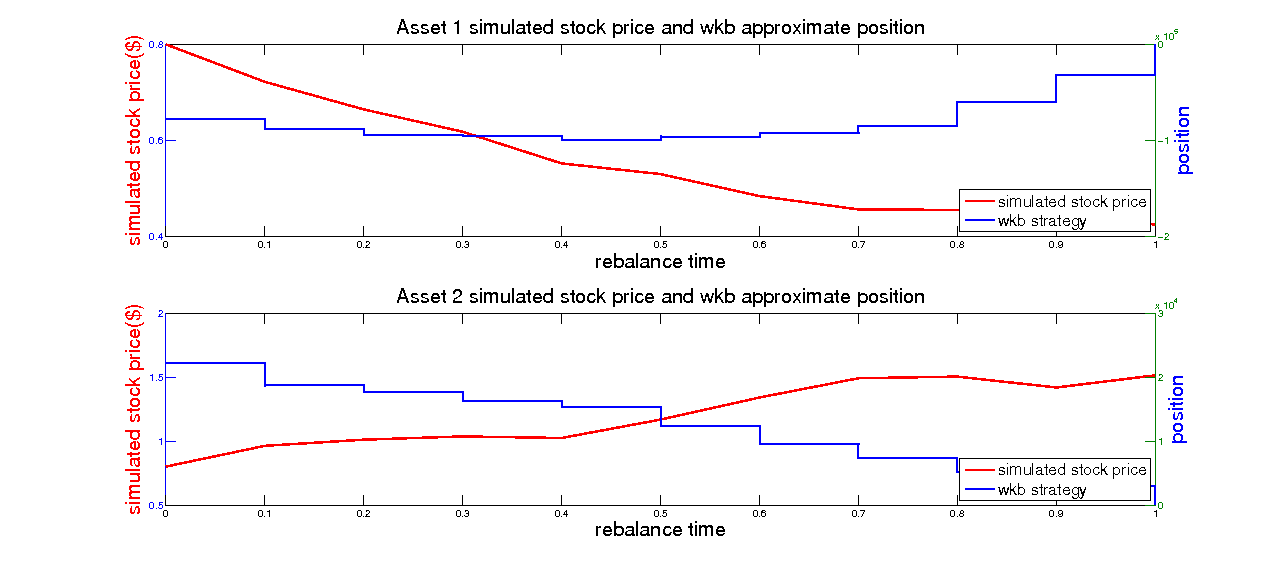 Asset 1 simulated stock price and wkb approximate position
x 10^5
simulated stock price($)
0.8
0.6
0.4
0
-1
-2
position
simulated stock price
wkb strategy
0 0.1 0.2 0.3 0.4 0.5 0.6 0.7 0.8 0.9 1
rebalance time
Asset 2 simulated stock price and wkb approximate position
x 10^4
simulated stock price($)
2
1.5
1
0.5
3
2
1
0
position
simulated stock price
wkb strategy
0 0.1 0.2 0.3 0.4 0.5 0.6 0.7 0.8 0.9 1
rebalance time